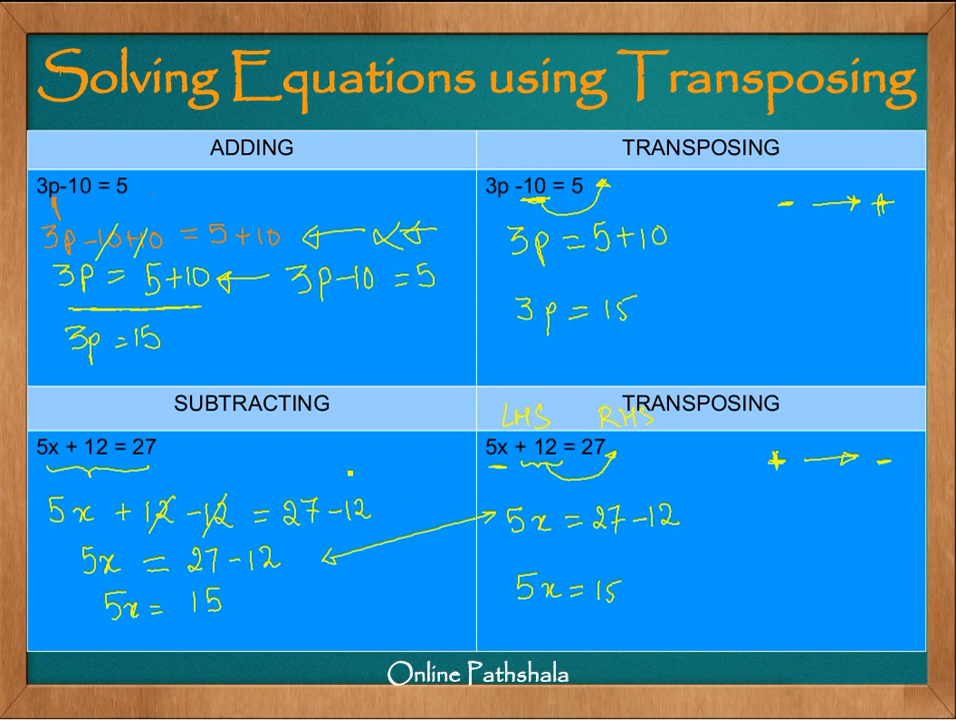 Solving Equations using Transposing
ADDING
3p-10 = 5
3p-10+10 = 5+10
3p = 5+10 ← 3p-10 = 5
3p = 15
TRANSPOSING
3p -10 = 5
- → +
3p = 5+10
3p = 15
SUBTRACTING
5x + 12 = 27
5x + 12 -12 = 27-12
5x = 27-12
5x = 15
TRANSPOSING
LHS RHS
5x + 12 = 27
+ → -
5x = 27-12
5x = 15
Online Pathshala